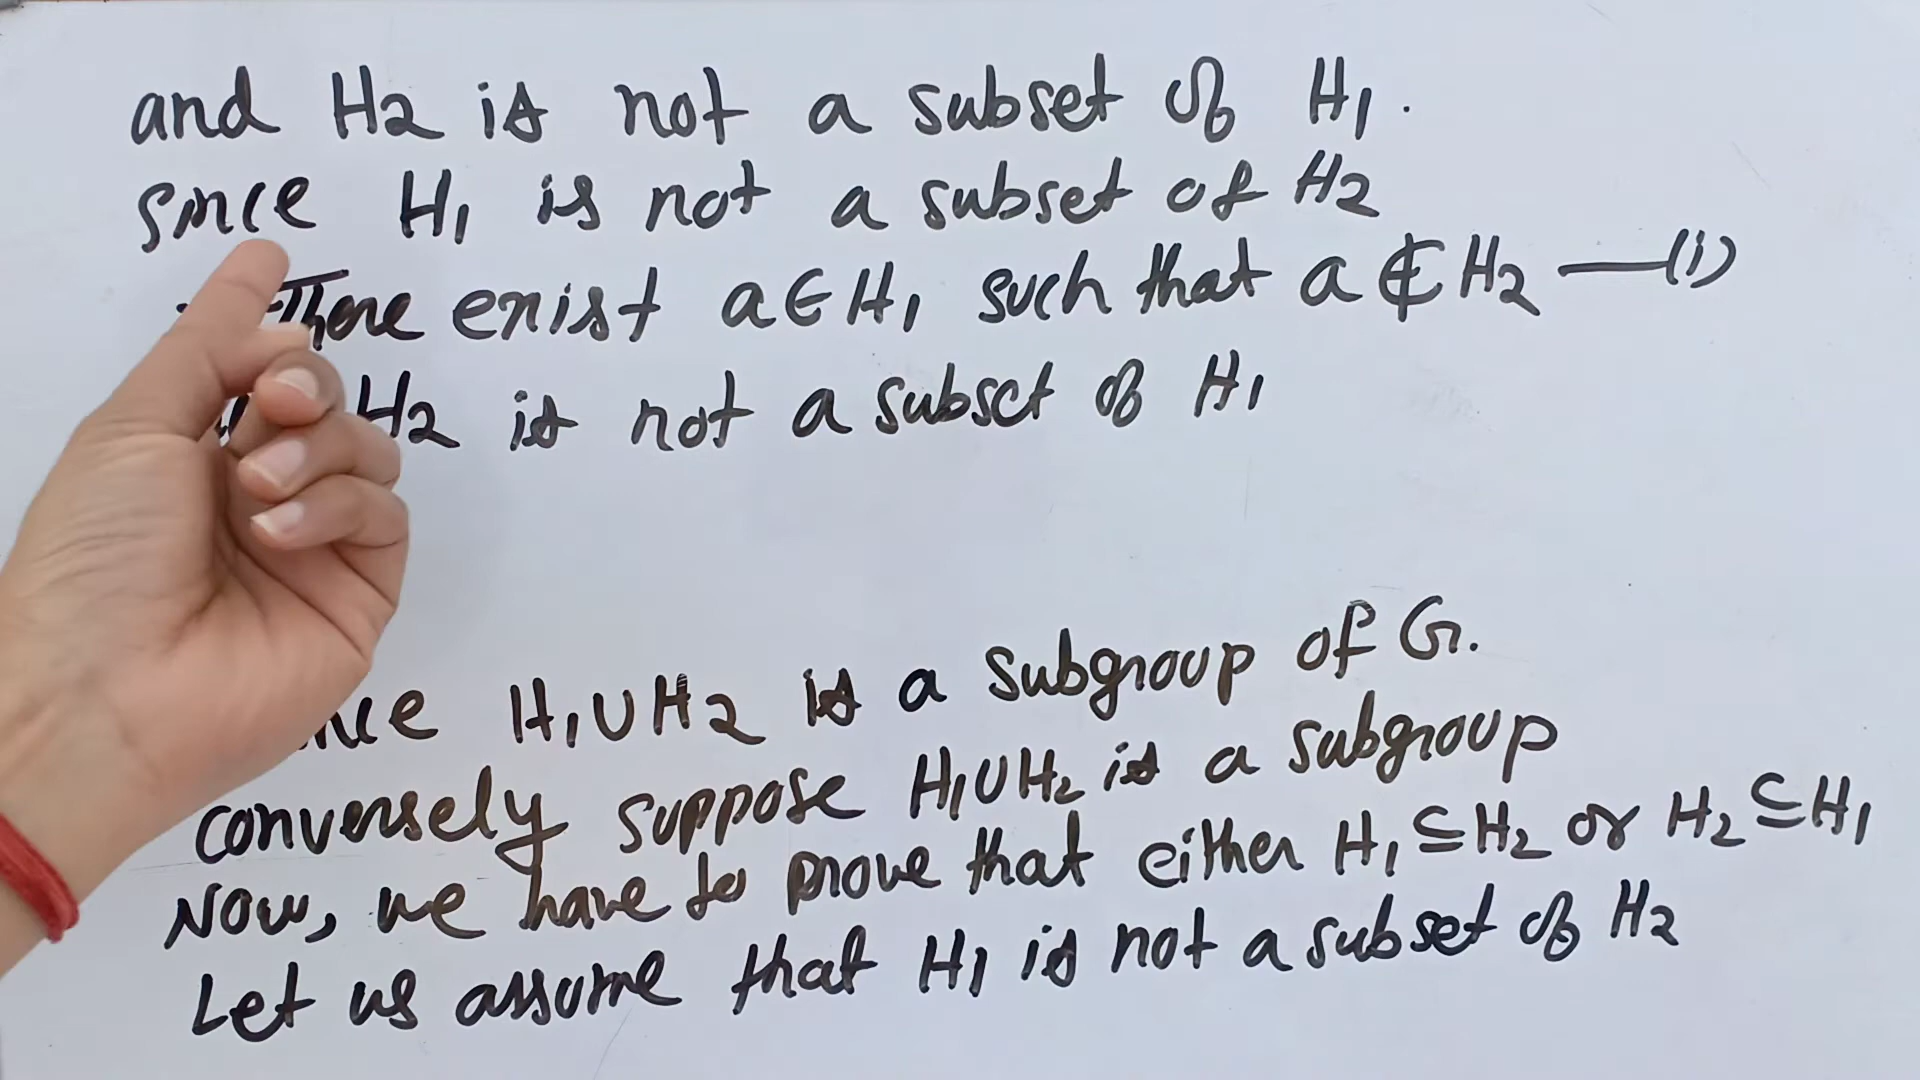 and H2 is not a subset of H1.
since H1 is not a subset of H2
There exist a∈H1 such that a ∉ H2 —(i)
H2 is not a subset of H1
H1∪H2 is a subgroup of G.
conversely suppose H1∪H2 is a subgroup
Now, we have to prove that either H1⊆H2 or H2⊆H1
Let us assume that H1 is not a subset of H2